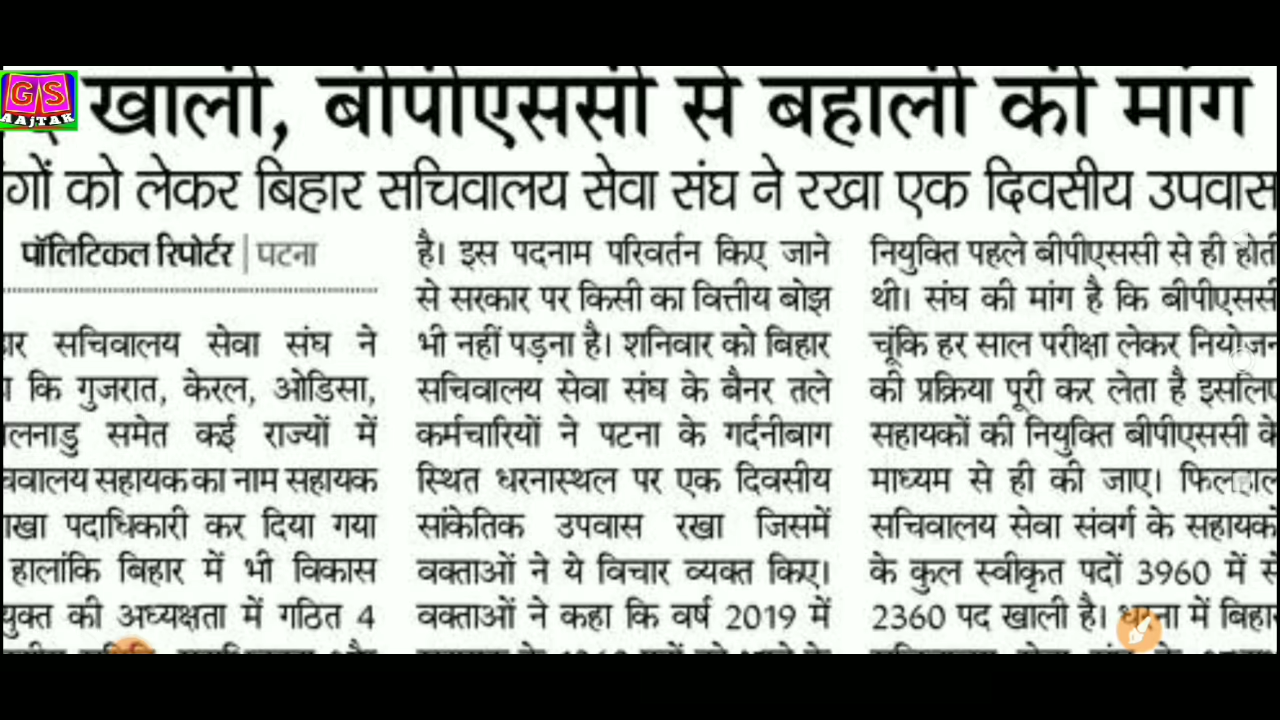 GS
AAjTAK
खाली, बीपीएससी से बहाली की मांग
को लेकर बिहार सचिवालय सेवा संघ ने रखा एक दिवसीय उपवास
पॉलिटिकल रिपोर्टर | पटना
सचिवालय सेवा संघ ने
कि गुजरात, केरल, ओडिसा,
समेत कई राज्यों में
सहायक का नाम सहायक
पदाधिकारी कर दिया गया
हालांकि बिहार में भी विकास
की अध्यक्षता में गठित 4
है। इस पदनाम परिवर्तन किए जाने
से सरकार पर किसी का वित्तीय बोझ
भी नहीं पड़ना है। शनिवार को बिहार
सचिवालय सेवा संघ के बैनर तले
कर्मचारियों ने पटना के गर्दनीबाग
स्थित धरनास्थल पर एक दिवसीय
सांकेतिक उपवास रखा जिसमें
वक्ताओं ने ये विचार व्यक्त किए।
वक्ताओं ने कहा कि वर्ष 2019 में
नियुक्ति पहले बीपीएससी से ही होती
थी। संघ की मांग है कि बीपीएससी
चूंकि हर साल परीक्षा लेकर नियोजन
की प्रक्रिया पूरी कर लेता है इसलिए
सहायकों की नियुक्ति बीपीएससी के
माध्यम से ही की जाए। फिलहाल
सचिवालय सेवा संवर्ग के सहायकों
के कुल स्वीकृत पदों 3960 में से
2360 पद खाली है। धरना में बिहार